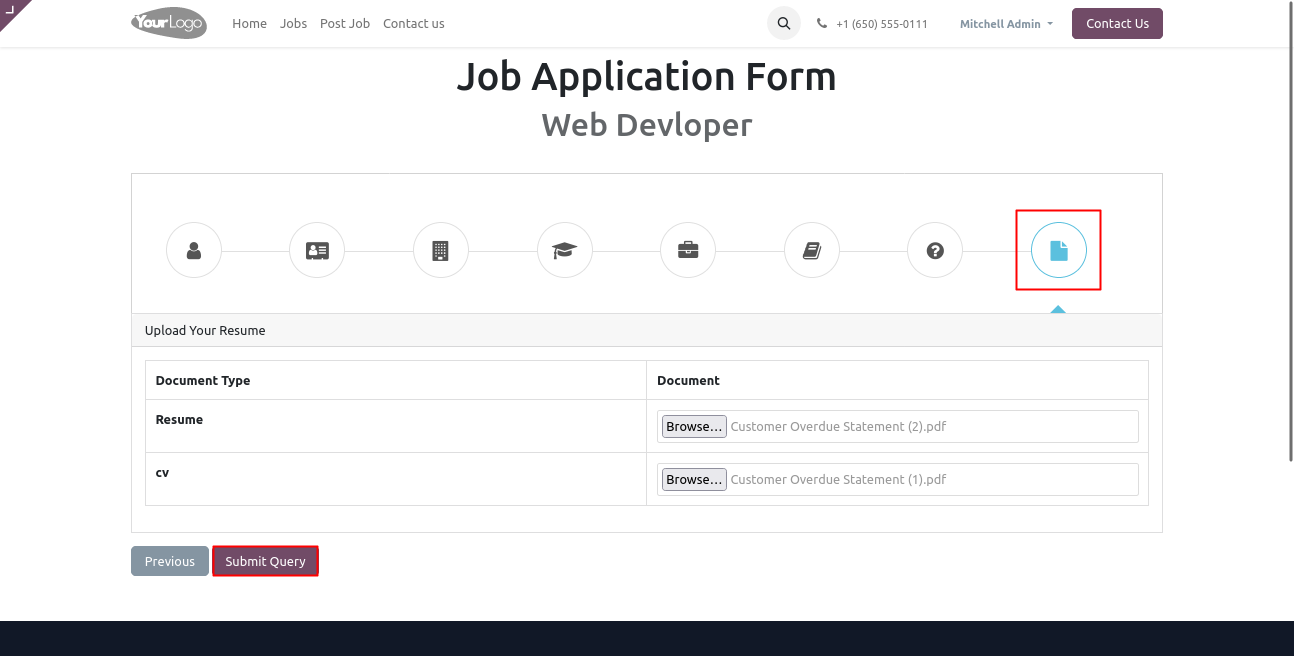 YourLogo
Home Jobs Post Job Contact us
+1 (650) 555-0111
Mitchell Admin
Contact Us
Job Application Form
Web Devloper
Upload Your Resume
Document Type Document
Resume Browse... Customer Overdue Statement (2).pdf
cv Browse... Customer Overdue Statement (1).pdf
Previous Submit Query